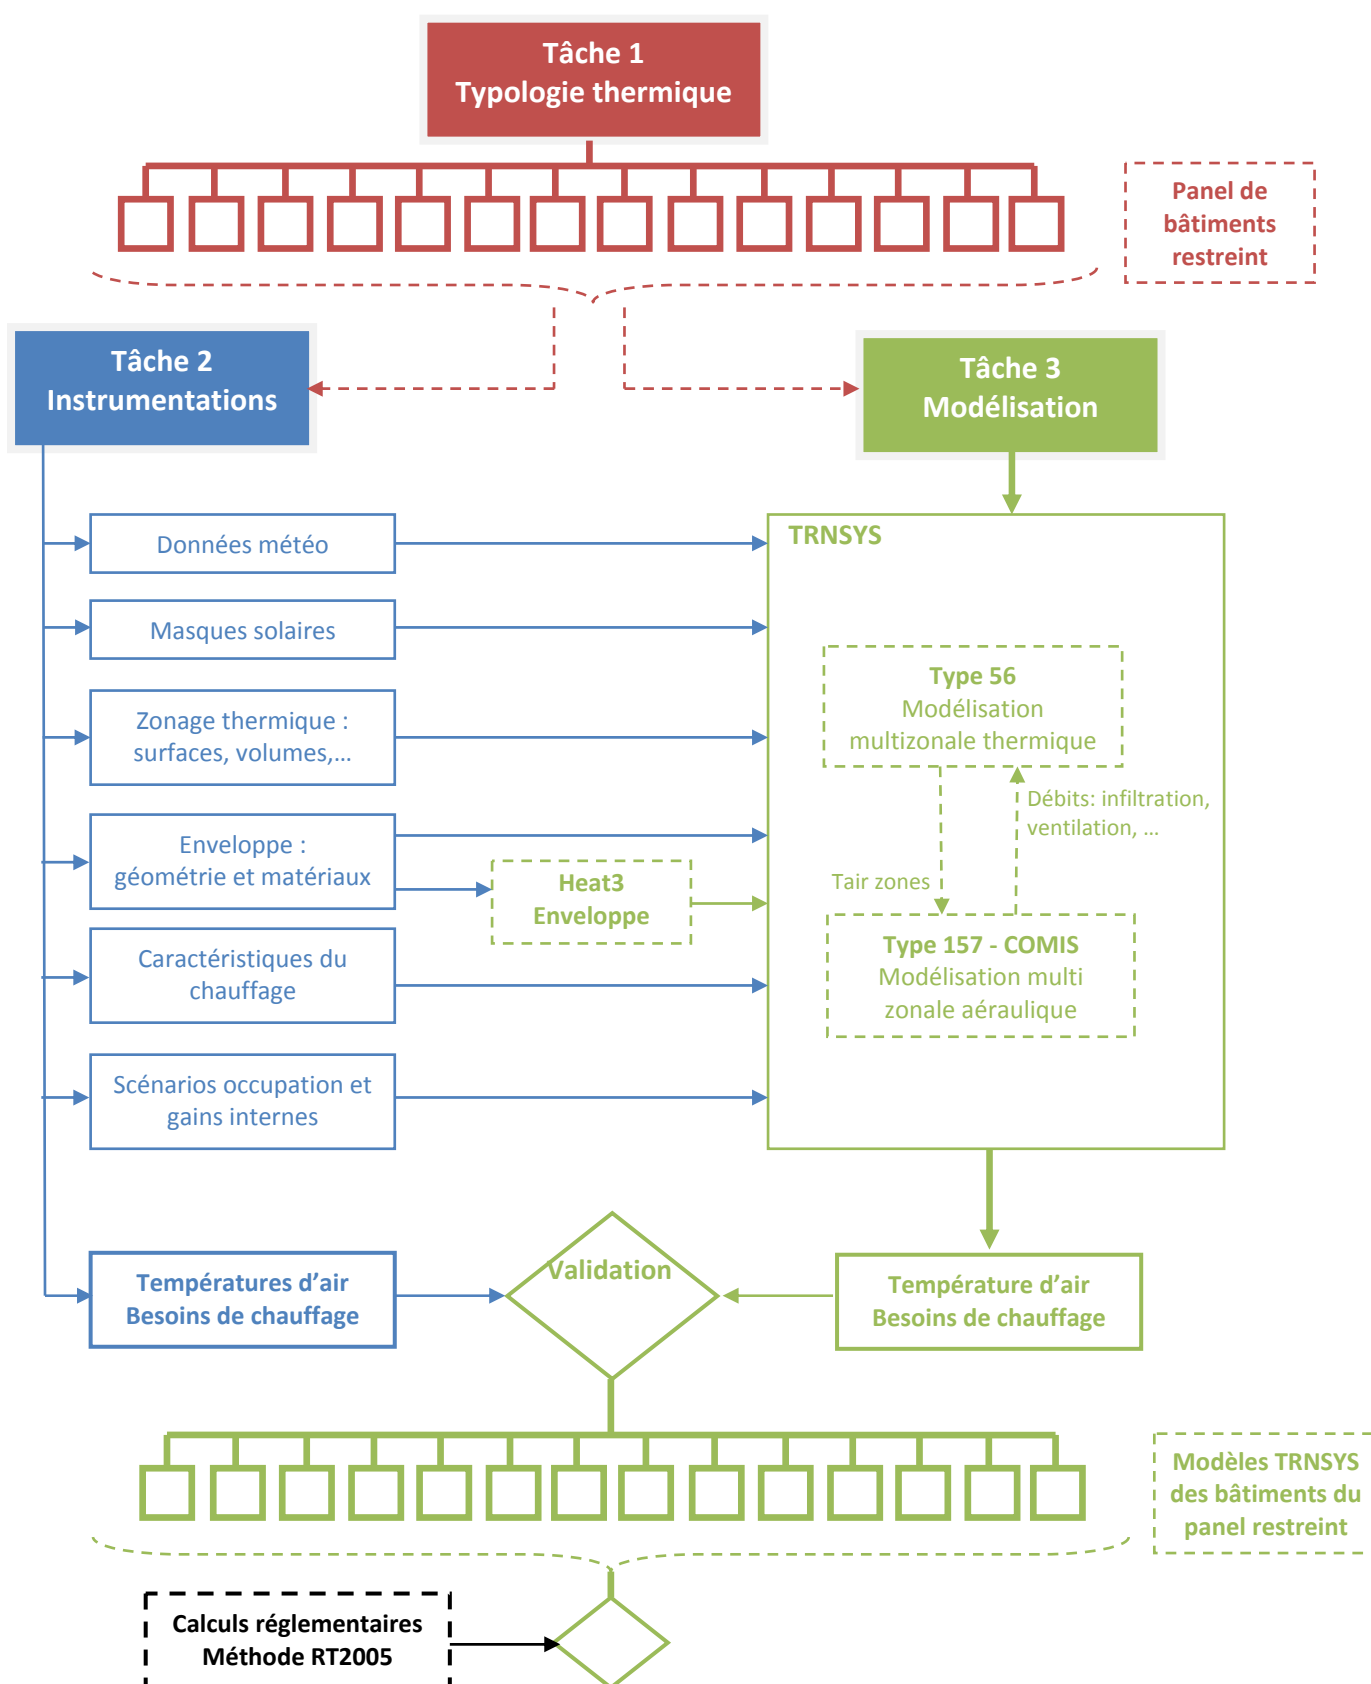 Tâche 1
Typologie thermique
Panel de
bâtiments
restreint
Tâche 2
Instrumentations
Tâche 3
Modélisation
Données météo
Masques solaires
Zonage thermique :
surfaces, volumes,...
Enveloppe :
géométrie et matériaux
Heat3
Enveloppe
Caractéristiques du
chauffage
Scénarios occupation et
gains internes
TRNSYS
Type 56
Modélisation
multizonale thermique
Débits: infiltration,
ventilation, ...
Tair zones
Type 157 - COMIS
Modélisation multi
zonale aéraulique
Températures d’air
Besoins de chauffage
Validation
Température d’air
Besoins de chauffage
Modèles TRNSYS
des bâtiments du
panel restreint
Calculs réglementaires
Méthode RT2005